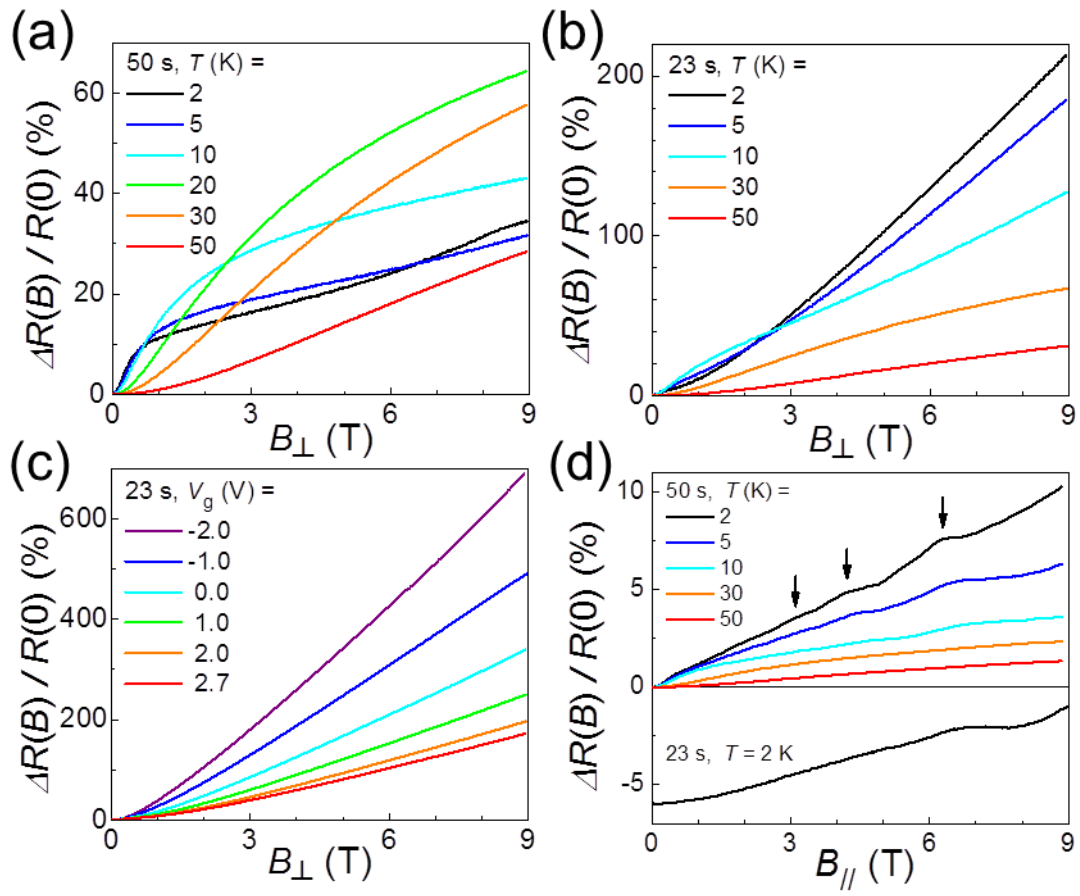 (a)
50 s, T (K) =
2
5
10
20
30
50
ΔR(B) / R(0) (%)
0
20
40
60
0 3 6 9
B⊥ (T)
(b)
23 s, T (K) =
2
5
10
30
50
ΔR(B) / R(0) (%)
0
100
200
0 3 6 9
B⊥ (T)
(c)
23 s, Vg (V) =
-2.0
-1.0
0.0
1.0
2.0
2.7
ΔR(B) / R(0) (%)
0
200
400
600
0 3 6 9
B⊥ (T)
(d)
50 s, T (K) =
2
5
10
30
50
23 s, T = 2 K
ΔR(B) / R(0) (%)
-5
0
5
10
0 3 6 9
B// (T)